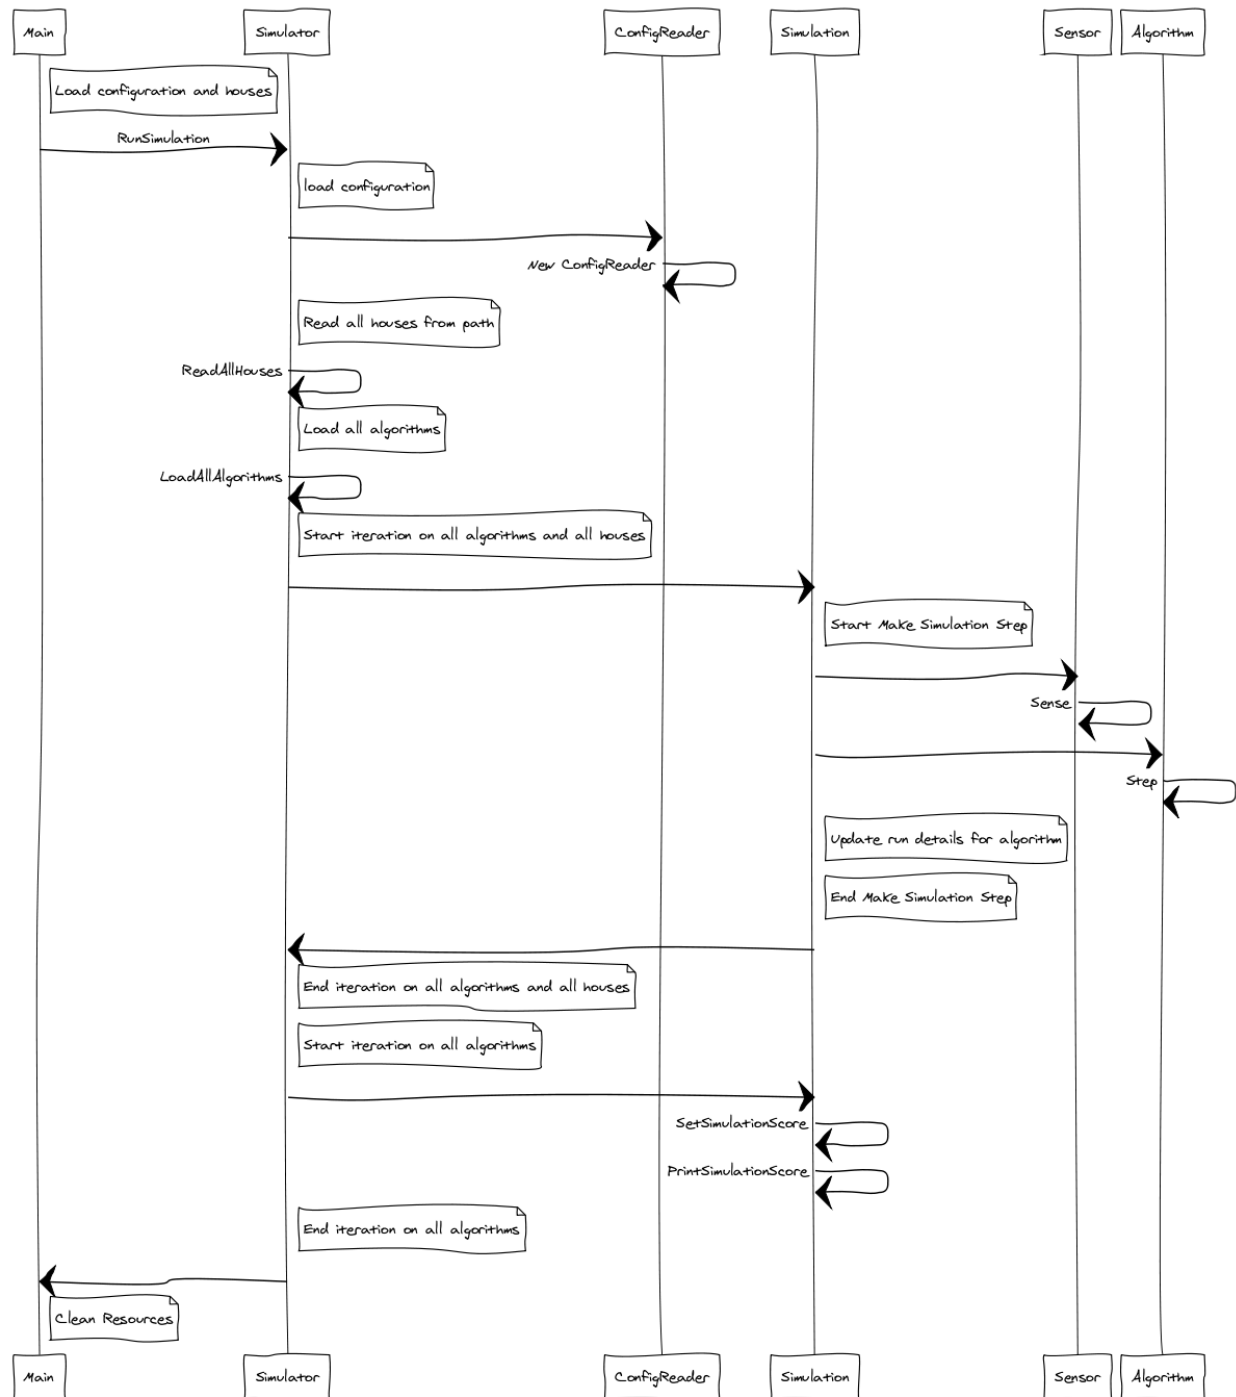 Main
Simulator
ConfigReader
Simulation
Sensor
Algorithm
Load configuration and houses
RunSimulation
load configuration
New ConfigReader
Read all houses from path
ReadAllHouses
Load all algorithms
LoadAllAlgorithms
Start iteration on all algorithms and all houses
Start Make Simulation Step
Sense
Step
Update run details for algorithm
End Make Simulation Step
End iteration on all algorithms and all houses
Start iteration on all algorithms
SetSimulationScore
PrintSimulationScore
End iteration on all algorithms
Clean Resources
Main
Simulator
ConfigReader
Simulation
Sensor
Algorithm